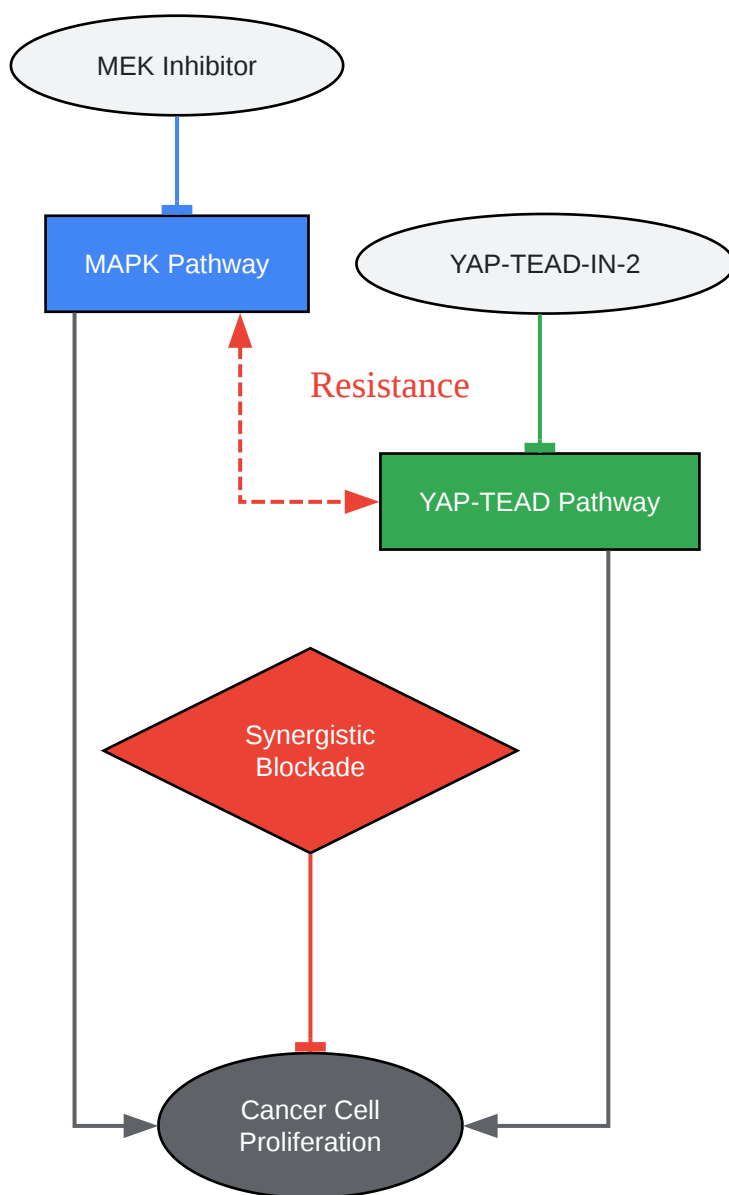 MEK Inhibitor
MAPK Pathway
YAP-TEAD-IN-2
Resistance
YAP-TEAD Pathway
Synergistic
Blockade
Cancer Cell
Proliferation